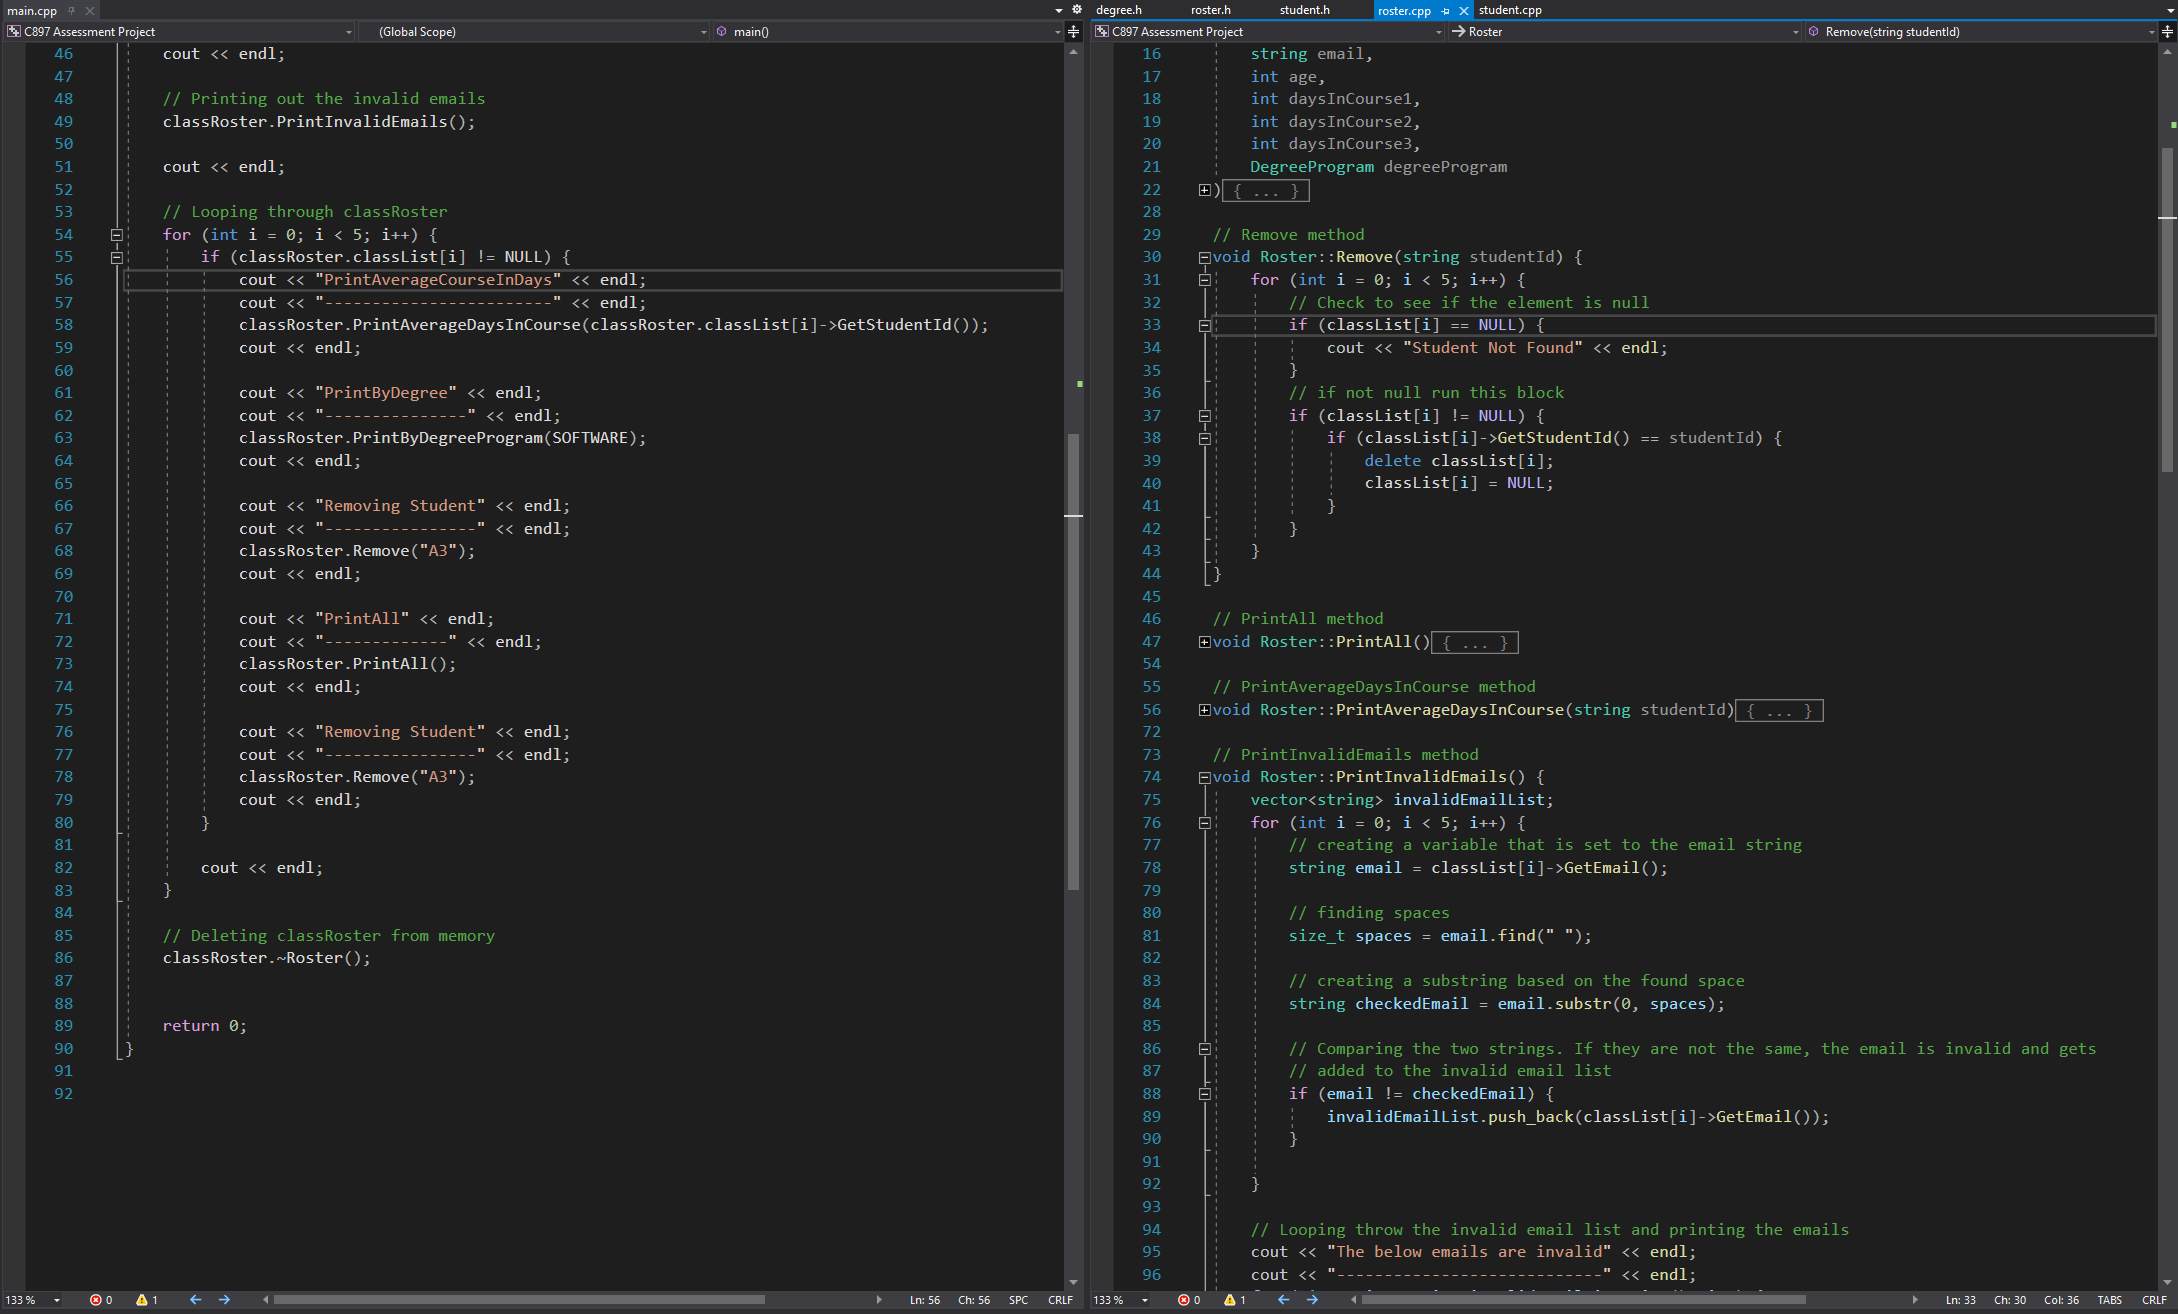 main.cpp
C897 Assessment Project (Global Scope) main()
46 cout << endl;
47
48 // Printing out the invalid emails
49 classRoster.PrintInvalidEmails();
50
51 cout << endl;
52
53 // Looping through classRoster
54 for (int i = 0; i < 5; i++) {
55 if (classRoster.classList[i] != NULL) {
56 cout << "PrintAverageCourseInDays" << endl;
57 cout << "------------------------" << endl;
58 classRoster.PrintAverageDaysInCourse(classRoster.classList[i]->GetStudentId());
59 cout << endl;
60
61 cout << "PrintByDegree" << endl;
62 cout << "---------------" << endl;
63 classRoster.PrintByDegreeProgram(SOFTWARE);
64 cout << endl;
65
66 cout << "Removing Student" << endl;
67 cout << "----------------" << endl;
68 classRoster.Remove("A3");
69 cout << endl;
70
71 cout << "PrintAll" << endl;
72 cout << "-------------" << endl;
73 classRoster.PrintAll();
74 cout << endl;
75
76 cout << "Removing Student" << endl;
77 cout << "----------------" << endl;
78 classRoster.Remove("A3");
79 cout << endl;
80 }
81
82 cout << endl;
83 }
84
85 // Deleting classRoster from memory
86 classRoster.~Roster();
87
88
89 return 0;
90 }
91
92
133 % 0 1 Ln: 56 Ch: 56 SPC CRLF
degree.h roster.h student.h roster.cpp student.cpp
C897 Assessment Project Roster Remove(string studentId)
16 string email,
17 int age,
18 int daysInCourse1,
19 int daysInCourse2,
20 int daysInCourse3,
21 DegreeProgram degreeProgram
22 ){ ... }
28
29 // Remove method
30 void Roster::Remove(string studentId) {
31 for (int i = 0; i < 5; i++) {
32 // Check to see if the element is null
33 if (classList[i] == NULL) {
34 cout << "Student Not Found" << endl;
35 }
36 // if not null run this block
37 if (classList[i] != NULL) {
38 if (classList[i]->GetStudentId() == studentId) {
39 delete classList[i];
40 classList[i] = NULL;
41 }
42 }
43 }
44 }
45
46 // PrintAll method
47 void Roster::PrintAll(){ ... }
54
55 // PrintAverageDaysInCourse method
56 void Roster::PrintAverageDaysInCourse(string studentId){ ... }
72
73 // PrintInvalidEmails method
74 void Roster::PrintInvalidEmails() {
75 vector<string> invalidEmailList;
76 for (int i = 0; i < 5; i++) {
77 // creating a variable that is set to the email string
78 string email = classList[i]->GetEmail();
79
80 // finding spaces
81 size_t spaces = email.find(" ");
82
83 // creating a substring based on the found space
84 string checkedEmail = email.substr(0, spaces);
85
86 // Comparing the two strings. If they are not the same, the email is invalid and gets
87 // added to the invalid email list
88 if (email != checkedEmail) {
89 invalidEmailList.push_back(classList[i]->GetEmail());
90 }
91
92 }
93
94 // Looping throw the invalid email list and printing the emails
95 cout << "The below emails are invalid" << endl;
96 cout << "----------------------------" << endl;
133 % 0 1 Ln: 33 Ch: 30 Col: 36 TABS CRLF